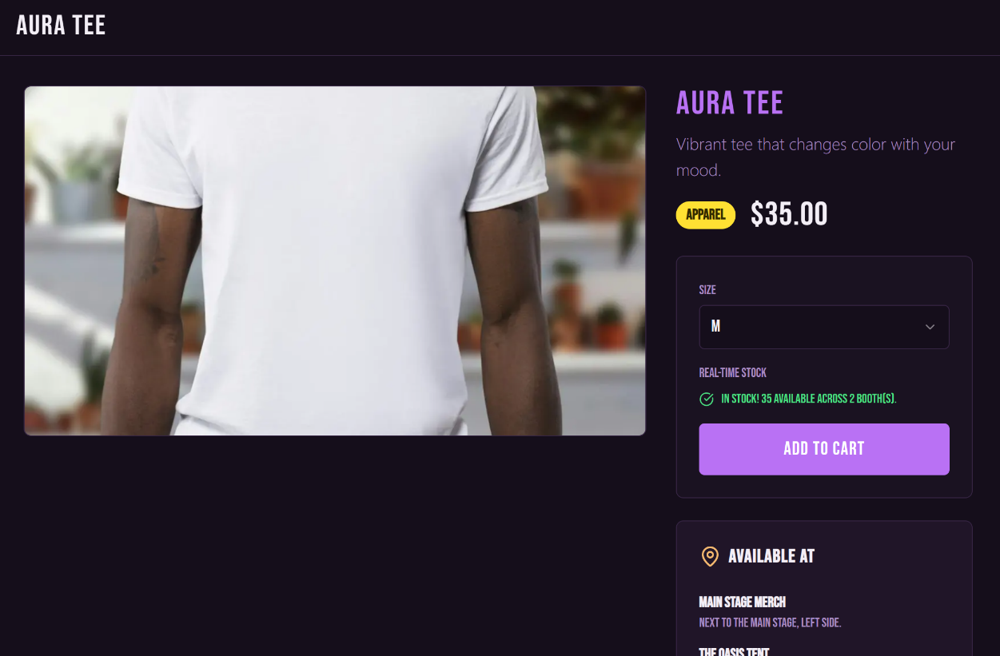 AURA TEE
AURA TEE
Vibrant tee that changes color with your
mood.
APPAREL
$35.00
SIZE
M
REAL-TIME STOCK
IN STOCK! 35 AVAILABLE ACROSS 2 BOOTH(S).
ADD TO CART
AVAILABLE AT
MAIN STAGE MERCH
NEXT TO THE MAIN STAGE, LEFT SIDE.
THE OASIS TENT